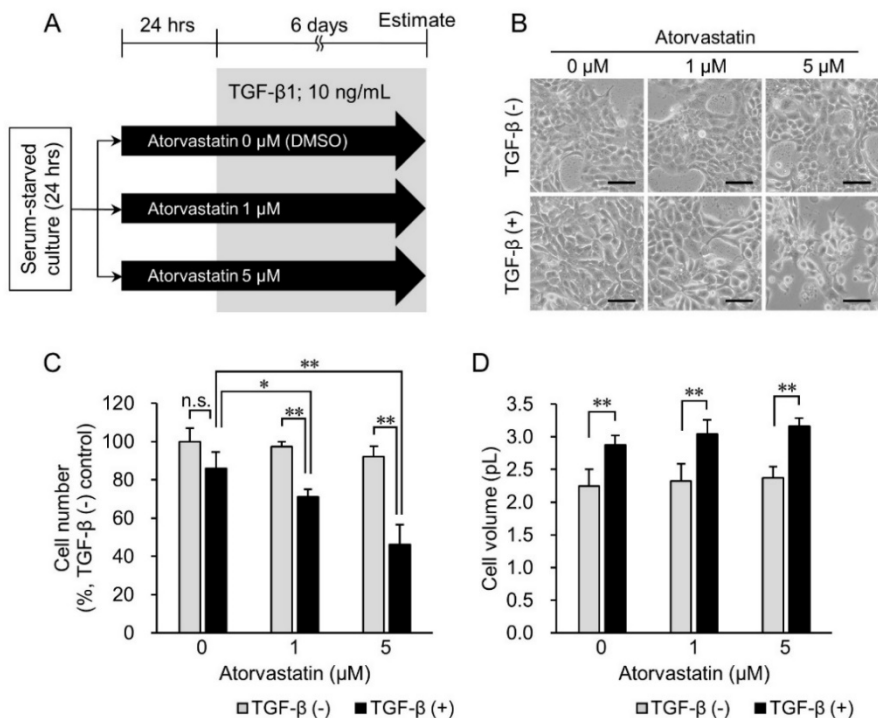 A
24 hrs
6 days
Estimate
TGF-β1; 10 ng/mL
Serum-starved
culture (24 hrs)
Atorvastatin 0 μM (DMSO)
Atorvastatin 1 μM
Atorvastatin 5 μM
B
Atorvastatin
0 μM
1 μM
5 μM
TGF-β (-)
TGF-β (+)
C
Cell number
(%, TGF-β (-) control)
120
100
80
60
40
20
0
n.s.
**
*
**
**
0
1
5
Atorvastatin (μM)
TGF-β (-)
TGF-β (+)
D
Cell volume (pL)
3.5
3.0
2.5
2.0
1.5
1.0
0.5
0.0
**
**
**
0
1
5
Atorvastatin (μM)
TGF-β (-)
TGF-β (+)